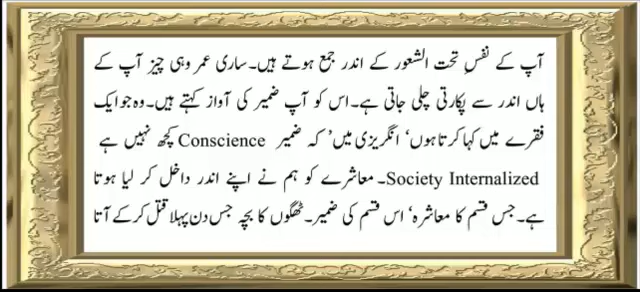 آپ کے نفسِ تحت الشعور کے اندر جمع ہوتے ہیں۔ساری عمر وہی چیز آپ کے
ہاں اندر سے پکارتی چلی جاتی ہے۔اس کو آپ ضمیر کی آواز کہتے ہیں۔وہ جو ایک
فقرے میں کہا کرتا ہوں‘ انگریزی میں’ کہ ضمیر Conscience کچھ نہیں ہے
Society Internalized۔ معاشرے کو ہم نے اپنے اندر داخل کر لیا ہوتا
ہے۔جس قسم کا معاشرہ‘ اس قسم کی ضمیر۔ٹھگوں کا بچہ جس دن پہلا قتل کر کے آتا